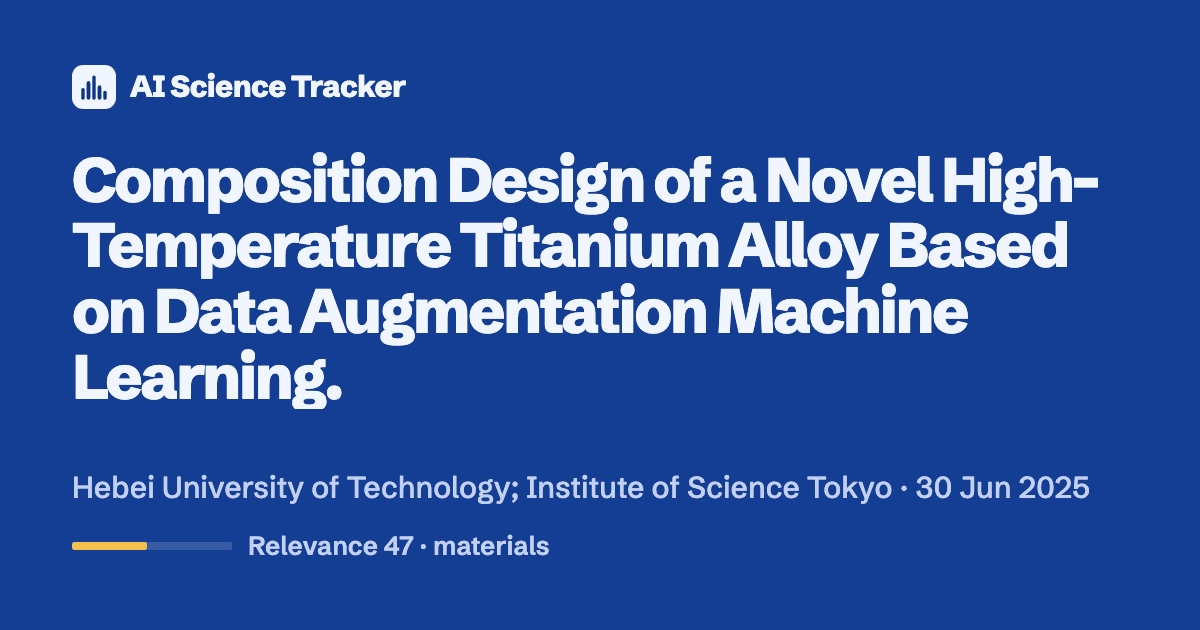 AI Science Tracker
Composition Design of a Novel High-
Temperature Titanium Alloy Based
on Data Augmentation Machine
Learning.
Hebei University of Technology; Institute of Science Tokyo · 30 Jun 2025
Relevance 47 · materials